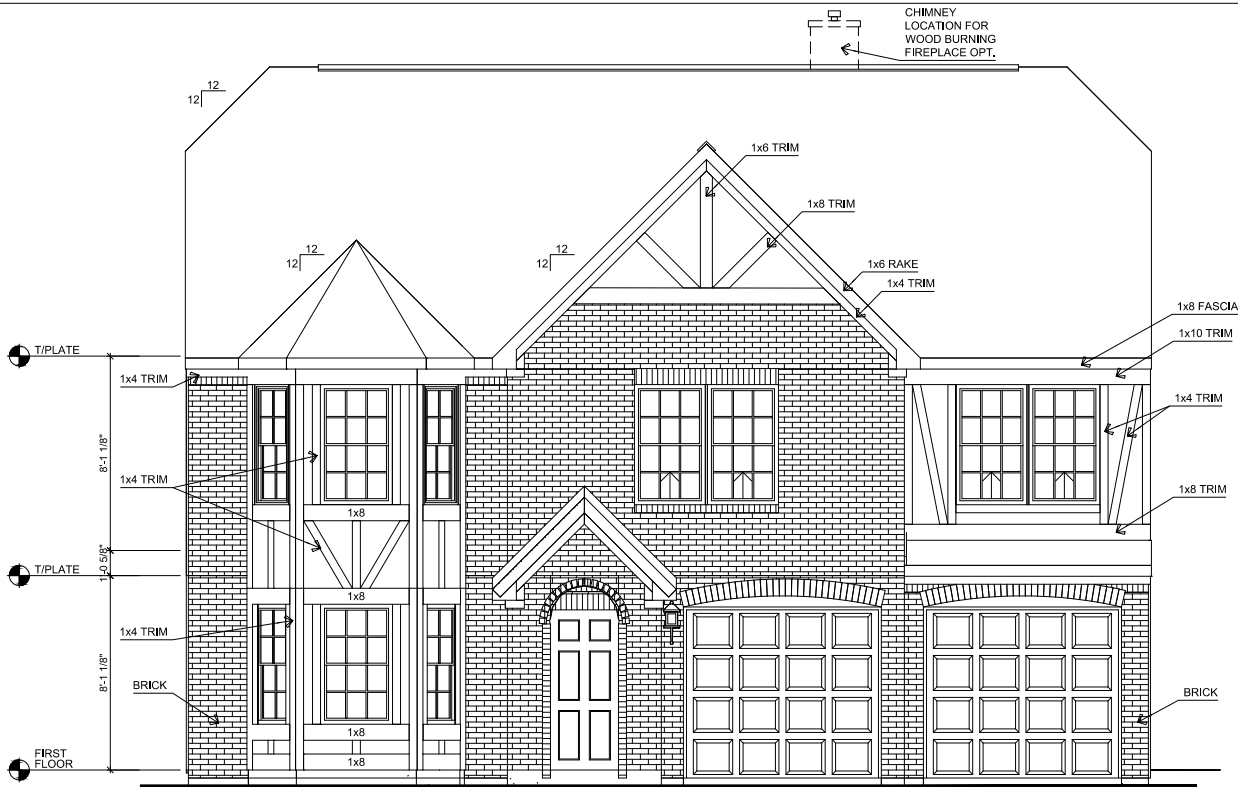 CHIMNEY
LOCATION FOR
WOOD BURNING
FIREPLACE OPT.
12
12
1x6 TRIM
1x8 TRIM
12
12
12
12
1x6 RAKE
1x4 TRIM
1x8 FASCIA
1x10 TRIM
T/PLATE
1x4 TRIM
1x4 TRIM
8'-1 1/8"
1x4 TRIM
1x8
1x8 TRIM
1'-0 5/8"
T/PLATE
1x8
1x4 TRIM
8'-1 1/8"
BRICK
BRICK
1x8
FIRST
FLOOR
1x8